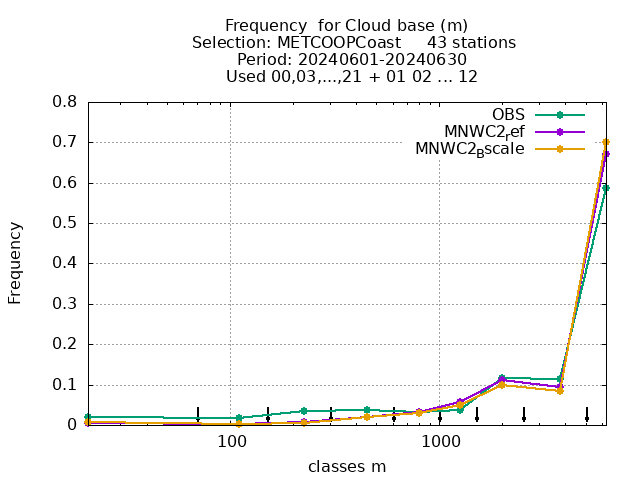 Frequency  for Cloud base (m)
Selection: METCOOPCoast     43 stations
Period: 20240601-20240630
Used 00,03,...,21 + 01 02 ... 12
0.8
0.7
0.6
0.5
0.4
0.3
0.2
0.1
0
Frequency
OBS
MNWC2ref
MNWC2Bscale
100
1000
classes m